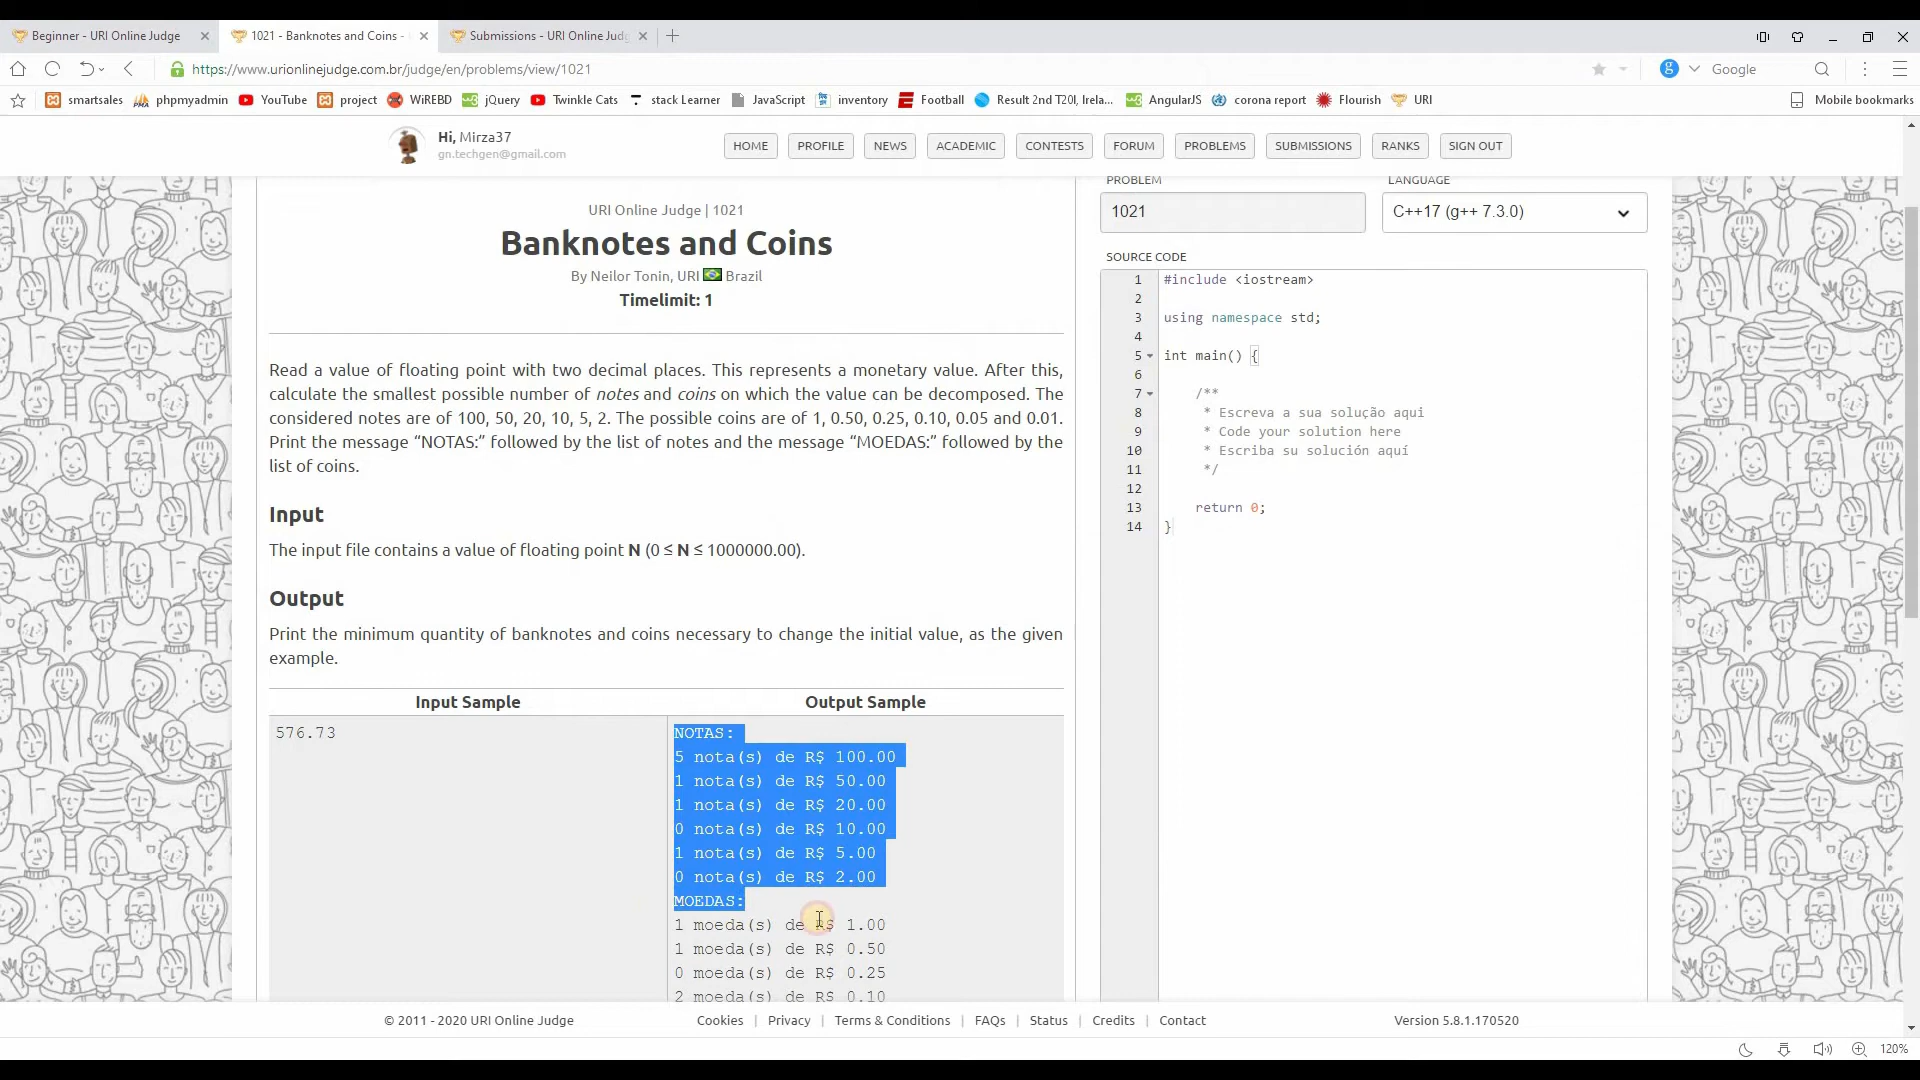 Beginner - URI Online Judge
1021 - Banknotes and Coins -
Submissions - URI Online Judg
https://www.urionlinejudge.com.br/judge/en/problems/view/1021
g
Google
smartsales
phpmyadmin
YouTube
project
WiREBD
jQuery
Twinkle Cats
stack Learner
JavaScript
inventory
Football
Result 2nd T20I, Irela...
AngularJS
corona report
Flourish
URI
Mobile bookmarks
Hi, Mirza37
gn.techgen@gmail.com
HOME
PROFILE
NEWS
ACADEMIC
CONTESTS
FORUM
PROBLEMS
SUBMISSIONS
RANKS
SIGN OUT
URI Online Judge | 1021
Banknotes and Coins
By Neilor Tonin, URI Brazil
Timelimit: 1
Read a value of floating point with two decimal places. This represents a monetary value. After this,
calculate the smallest possible number of notes and coins on which the value can be decomposed. The
considered notes are of 100, 50, 20, 10, 5, 2. The possible coins are of 1, 0.50, 0.25, 0.10, 0.05 and 0.01.
Print the message “NOTAS:” followed by the list of notes and the message “MOEDAS:” followed by the
list of coins.
Input
The input file contains a value of floating point N (0 ≤ N ≤ 1000000.00).
Output
Print the minimum quantity of banknotes and coins necessary to change the initial value, as the given
example.
Input Sample
Output Sample
576.73
NOTAS:
5 nota(s) de R$ 100.00
1 nota(s) de R$ 50.00
1 nota(s) de R$ 20.00
0 nota(s) de R$ 10.00
1 nota(s) de R$ 5.00
0 nota(s) de R$ 2.00
MOEDAS:
1 moeda(s) de R$ 1.00
1 moeda(s) de R$ 0.50
0 moeda(s) de R$ 0.25
2 moeda(s) de R$ 0.10
PROBLEM
LANGUAGE
1021
C++17 (g++ 7.3.0)
SOURCE CODE
1 #include <iostream>
2
3 using namespace std;
4
5 int main() {
6
7 /**
8 * Escreva a sua solução aqui
9 * Code your solution here
10 * Escriba su solución aquí
11 */
12
13 return 0;
14 }
© 2011 - 2020 URI Online Judge
Cookies | Privacy | Terms & Conditions | FAQs | Status | Credits | Contact
Version 5.8.1.170520
120%